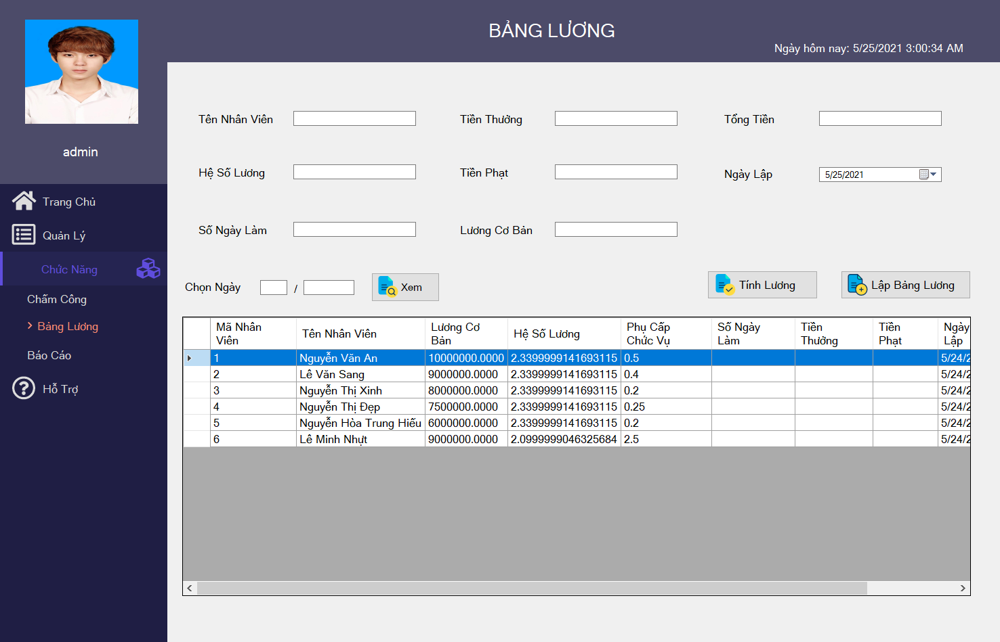 BẢNG LƯƠNG
Ngày hôm nay: 5/25/2021 3:00:34 AM
admin
Trang Chủ
Quản Lý
Chức Năng
Chấm Công
Bảng Lương
Báo Cáo
Hỗ Trợ
Tên Nhân Viên
Tiền Thưởng
Tổng Tiền
Hệ Số Lương
Tiền Phạt
Ngày Lập
5/25/2021
Số Ngày Làm
Lương Cơ Bản
Chọn Ngày
/
Xem
Tính Lương
Lập Bảng Lương
Mã Nhân Viên Tên Nhân Viên Lương Cơ Bản Hệ Số Lương Phụ Cấp Chức Vụ Số Ngày Làm Tiền Thưởng Tiền Phạt Ngày Lập
1 Nguyễn Văn An 10000000.0000 2.3399999141693115 0.5 5/24/2
2 Lê Văn Sang 9000000.0000 2.3399999141693115 0.4 5/24/2
3 Nguyễn Thị Xinh 8000000.0000 2.3399999141693115 0.2 5/24/2
4 Nguyễn Thị Đẹp 7500000.0000 2.3399999141693115 0.25 5/24/2
5 Nguyễn Hòa Trung Hiếu 6000000.0000 2.3399999141693115 0.2 5/24/2
6 Lê Minh Nhựt 9000000.0000 2.0999999046325684 2.5 5/24/2